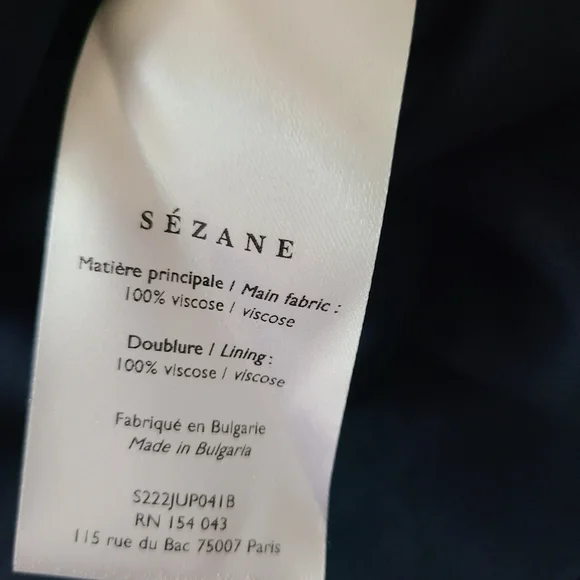 SÉZANE
Matière principale / Main fabric :
100% viscose / viscose
Doublure / Lining :
100% viscose / viscose
Fabriqué en Bulgarie
Made in Bulgaria
S222JUP041B
RN 154 043
115 rue du Bac 75007 Paris